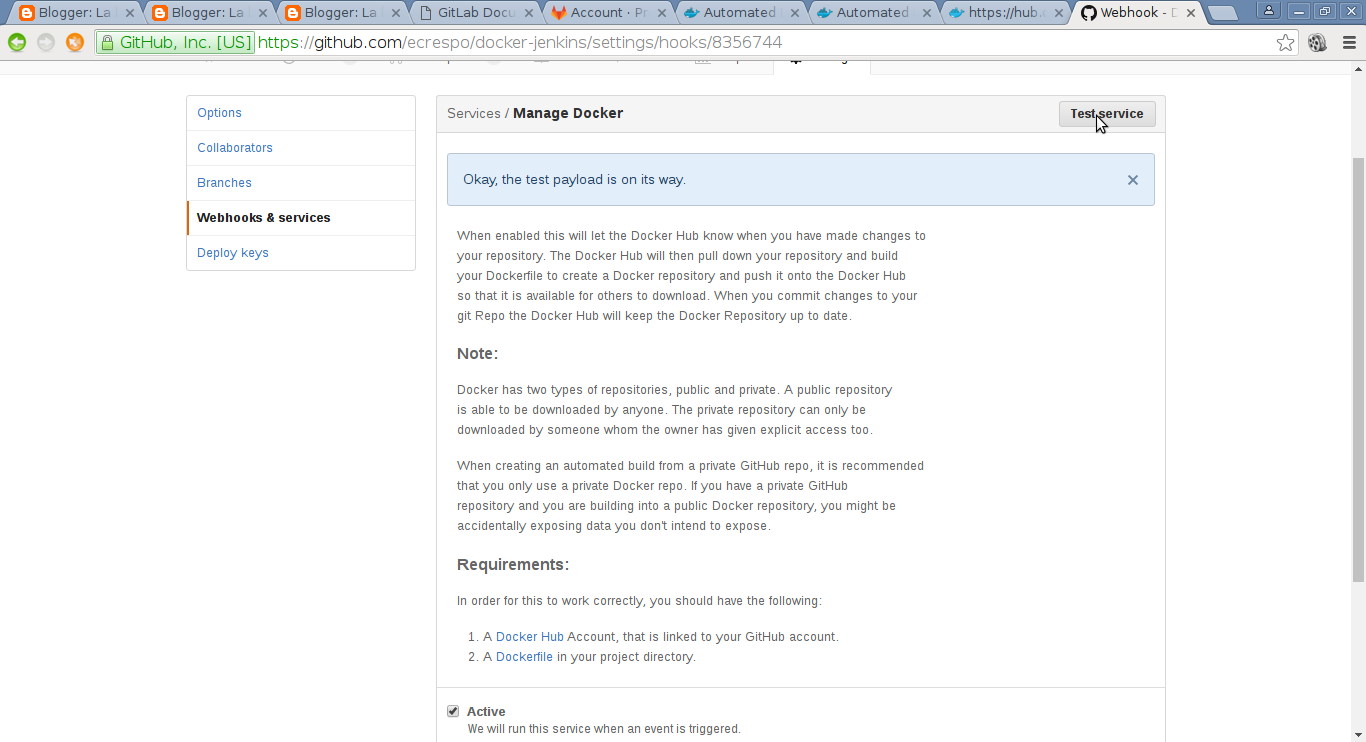 Blogger: La
Blogger: La
Blogger: La
GitLab Docu
Account · Pr
Automated
Automated
https://hub.
Webhook - D
GitHub, Inc. [US] https://github.com/ecrespo/docker-jenkins/settings/hooks/8356744
Options
Collaborators
Branches
Webhooks & services
Deploy keys
Services / Manage Docker
Test service
Okay, the test payload is on its way.
When enabled this will let the Docker Hub know when you have made changes to
your repository. The Docker Hub will then pull down your repository and build
your Dockerfile to create a Docker repository and push it onto the Docker Hub
so that it is available for others to download. When you commit changes to your
git Repo the Docker Hub will keep the Docker Repository up to date.
Note:
Docker has two types of repositories, public and private. A public repository
is able to be downloaded by anyone. The private repository can only be
downloaded by someone whom the owner has given explicit access too.
When creating an automated build from a private GitHub repo, it is recommended
that you only use a private Docker repo. If you have a private GitHub
repository and you are building into a public Docker repository, you might be
accidentally exposing data you don't intend to expose.
Requirements:
In order for this to work correctly, you should have the following:
1. A Docker Hub Account, that is linked to your GitHub account.
2. A Dockerfile in your project directory.
Active
We will run this service when an event is triggered.